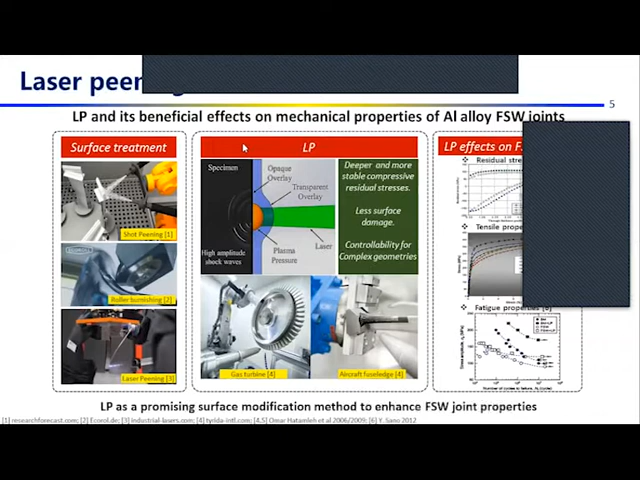 Laser peen
5
LP and its beneficial effects on mechanical properties of Al alloy FSW joints
Surface treatment
Shot Peening [1]
Roller burnishing [2]
Laser Peening [3]
LP
Specimen
Opaque
Overlay
Transparent
Overlay
Laser
Plasma
Pressure
High amplitude
shock waves
Deeper and more
stable compressive
residual stresses.
Less surface
damage.
Controllability for
Complex geometries
Gas turbine [4]
Aircraft fuseledge [4]
LP effects on F
Residual stre
Tensile prope
Fatigue properties [6]
LP as a promising surface modification method to enhance FSW joint properties
[1] researchforecast.com; [2] Ecorol.de; [3] industrial-lasers.com; [4] tyrida-intl.com; [4,5] Omar Hatamleh et al 2006/2009; [6] Y. Sano 2012